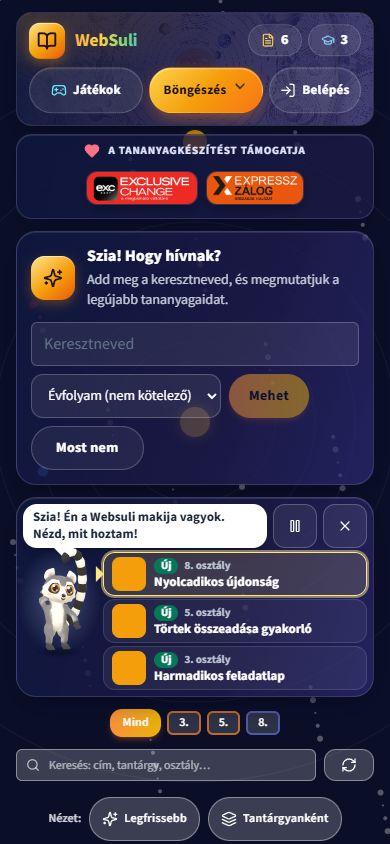 WebSuli
6
3
Játékok
Böngészés
Belépés
A TANANYAGKÉSZÍTÉST TÁMOGATJA
exc
EXCLUSIVE
CHANGE
a megbízható váltótárs
EXPRESSZ
ZÁLOG
Szia! Hogy hívnak?
Add meg a keresztneved, és megmutatjuk a
legújabb tananyagaidat.
Keresztneved
Évfolyam (nem kötelező)
Mehet
Most nem
Szia! Én a Websuli makija vagyok.
Nézd, mit hoztam!
Új 8. osztály
Nyolcadikos újdonság
Új 5. osztály
Törtek összeadása gyakorló
Új 3. osztály
Harmadikos feladatlap
Mind 3. 5. 8.
Keresés: cím, tantárgy, osztály...
Nézet:
Legfrissebb
Tantárgyanként